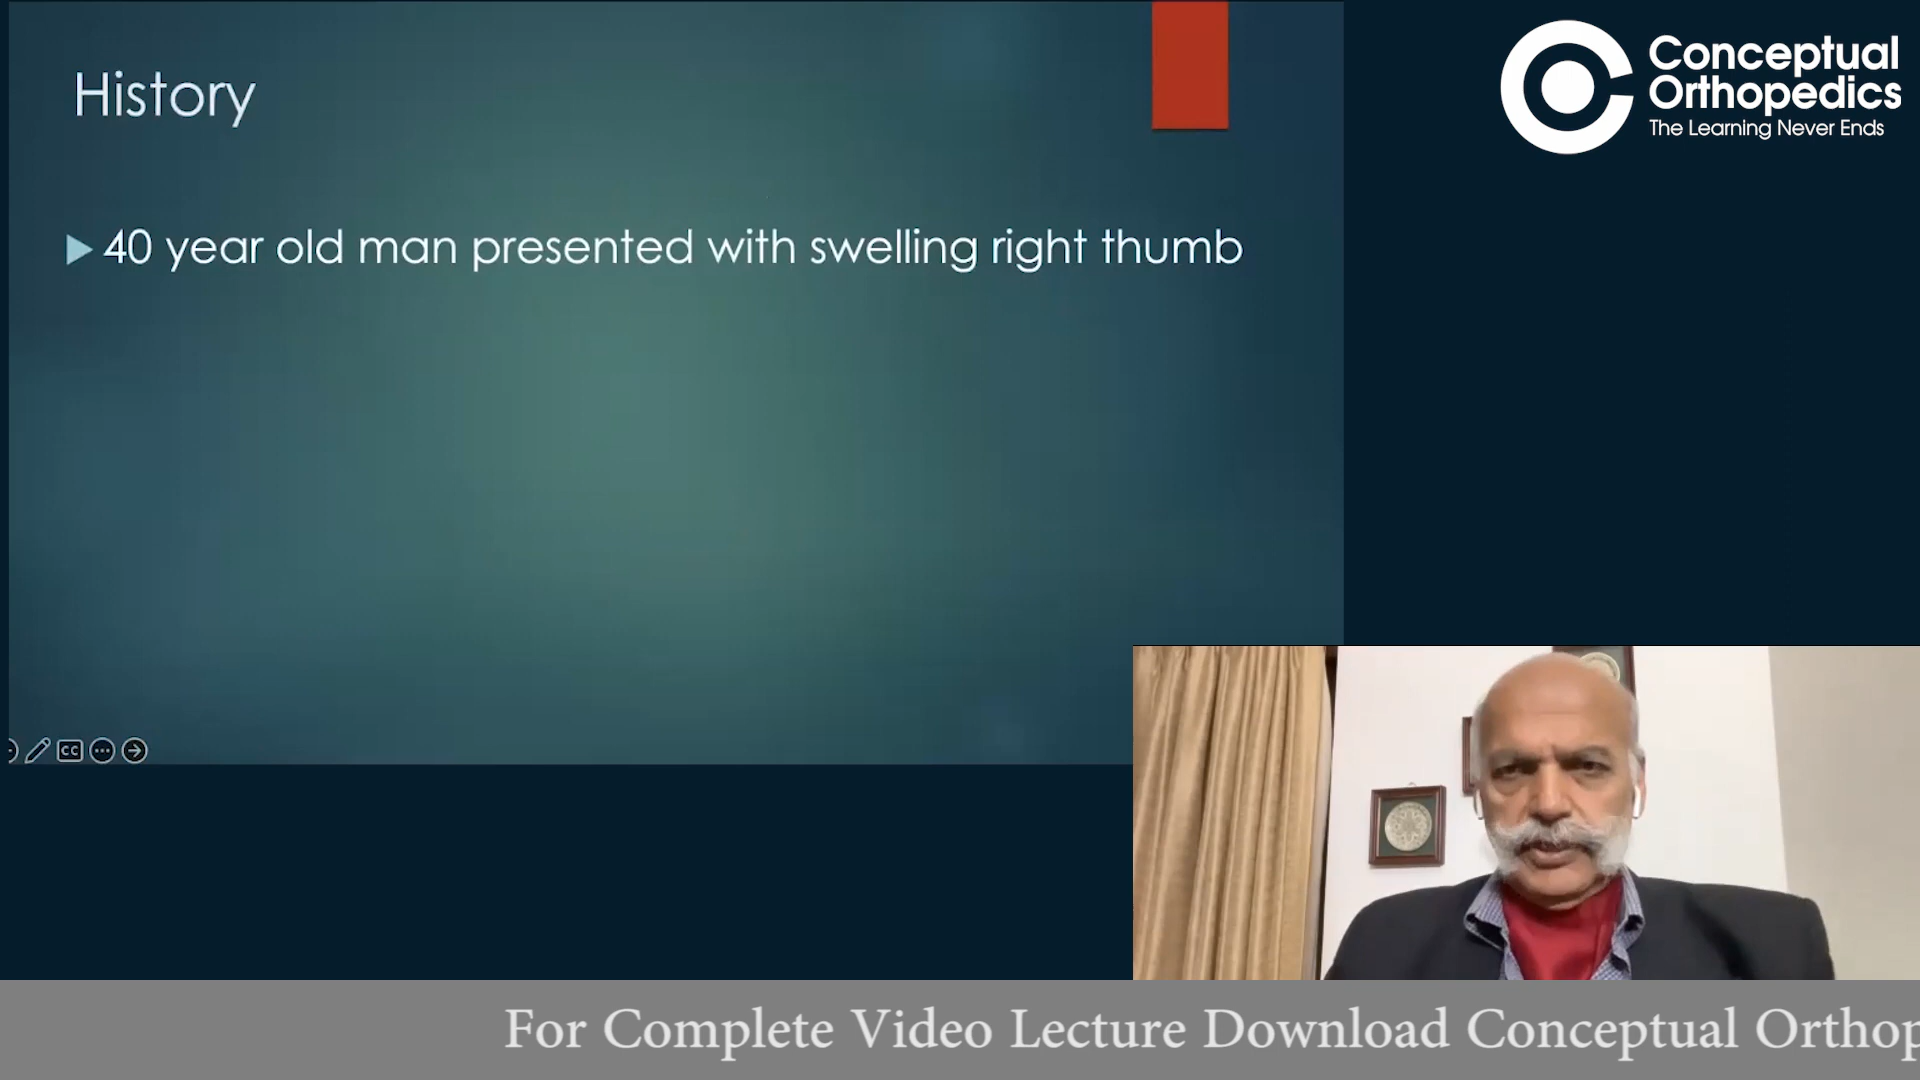 History
40 year old man presented with swelling right thumb
Conceptual
Orthopedics
The Learning Never Ends
CC
For Complete Video Lecture Download Conceptual Orthop